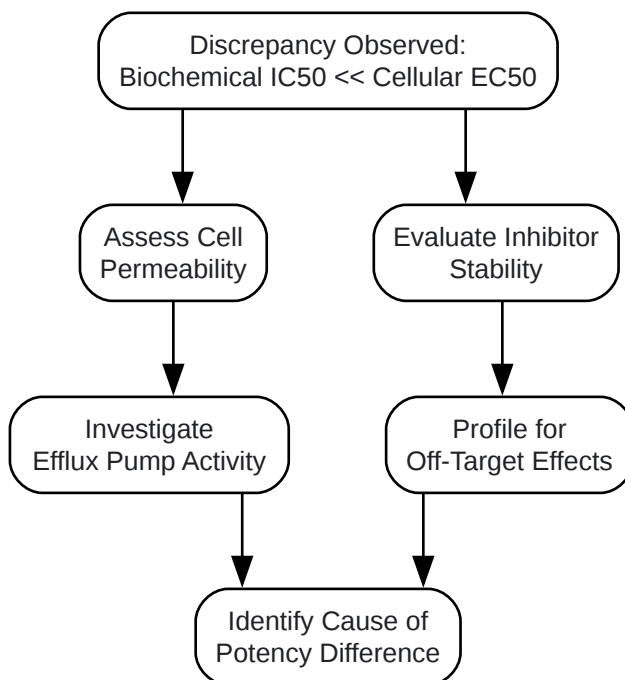 Discrepancy Observed:
Biochemical IC50 << Cellular EC50
Assess Cell
Permeability
Evaluate Inhibitor
Stability
Investigate
Efflux Pump Activity
Profile for
Off-Target Effects
Identify Cause of
Potency Difference